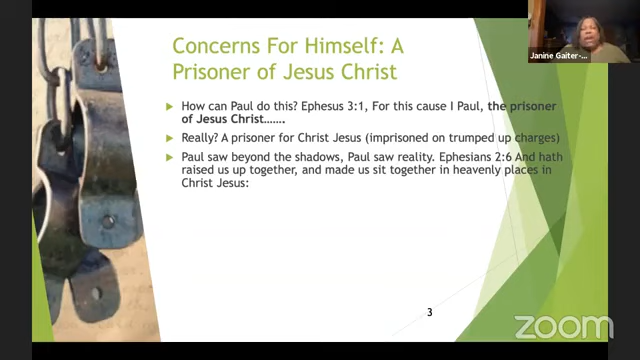 Concerns For Himself: A
Prisoner of Jesus Christ
How can Paul do this? Ephesus 3:1, For this cause I Paul, the prisoner
of Jesus Christ…….
Really? A prisoner for Christ Jesus (imprisoned on trumped up charges)
Paul saw beyond the shadows, Paul saw reality. Ephesians 2:6 And hath
raised us up together, and made us sit together in heavenly places in
Christ Jesus:
3
Janine Gaiter-...
zoom